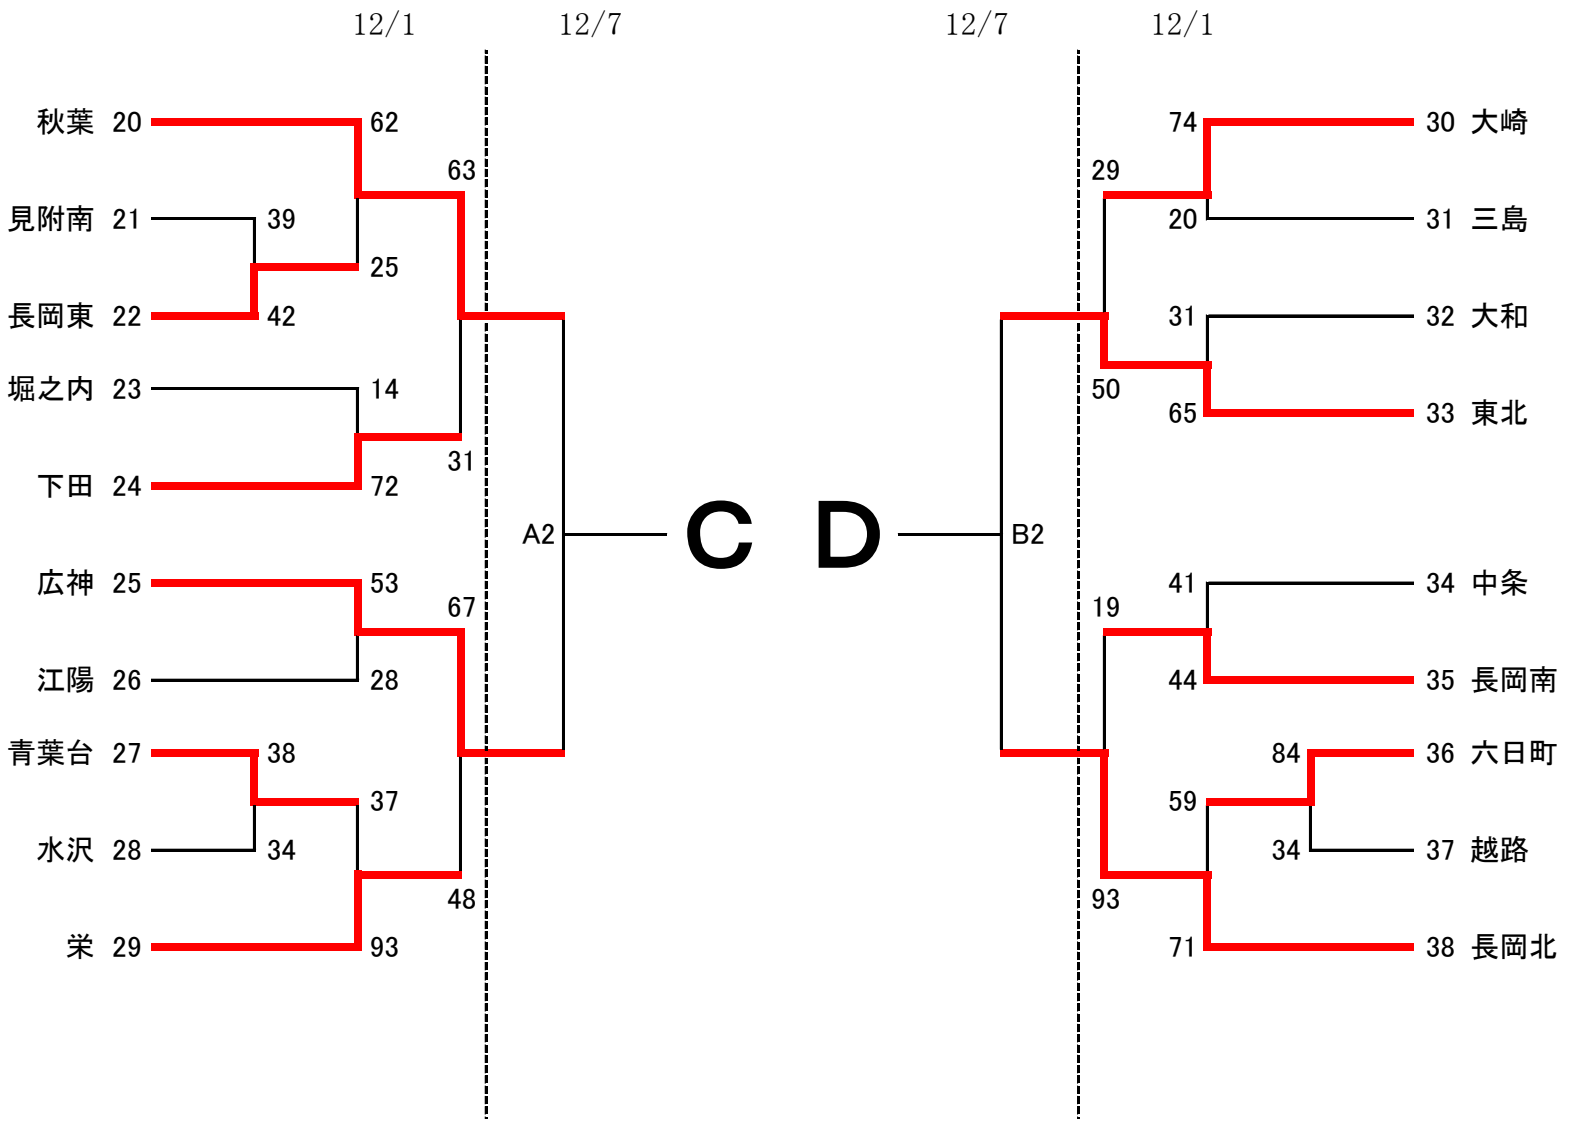 12/1 12/7 12/7 12/1
秋葉 20 62 74 30 大崎
63 29
見附南 21 39 20 31 三島
25
長岡東 22 42 31 32 大和
堀之内 23 14 50
65 33 東北
31
下田 24 72
A2 C D B2
広神 25 53 41 34 中条
67 19
江陽 26 28 44 35 長岡南
青葉台 27 38 84 36 六日町
37 59
水沢 28 34 34 37 越路
48 93
栄 29 93 71 38 長岡北